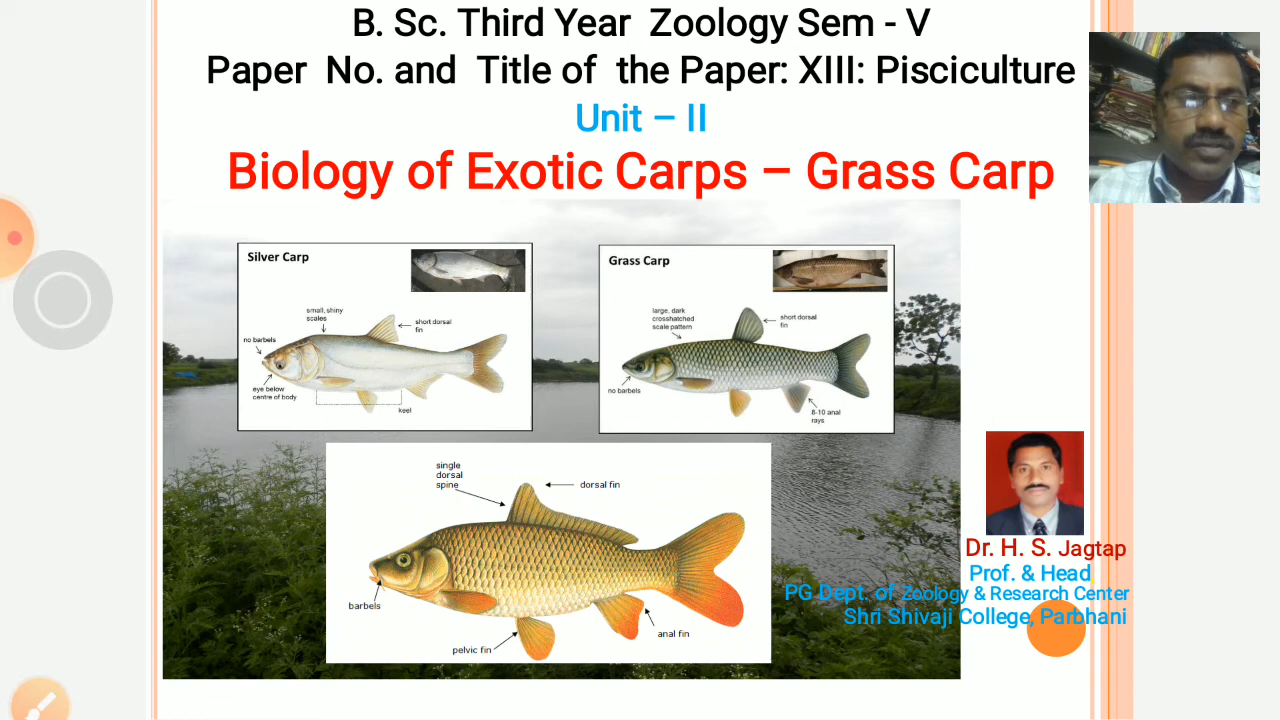 B. Sc. Third Year Zoology Sem - V
Paper No. and Title of the Paper: XIII: Pisciculture
Unit – II
Biology of Exotic Carps – Grass Carp
Silver Carp
small, shiny
scales
short dorsal
fin
no barbels
eye below
centre of body
keel
Grass Carp
large, dark
crosshatched
scale pattern
short dorsal
fin
no barbels
8-10 anal
rays
single
dorsal
spine
dorsal fin
barbels
anal fin
pelvic fin
Dr. H. S. Jagtap
Prof. & Head
PG Dept. of Zoology & Research Center
Shri Shivaji College, Parbhani